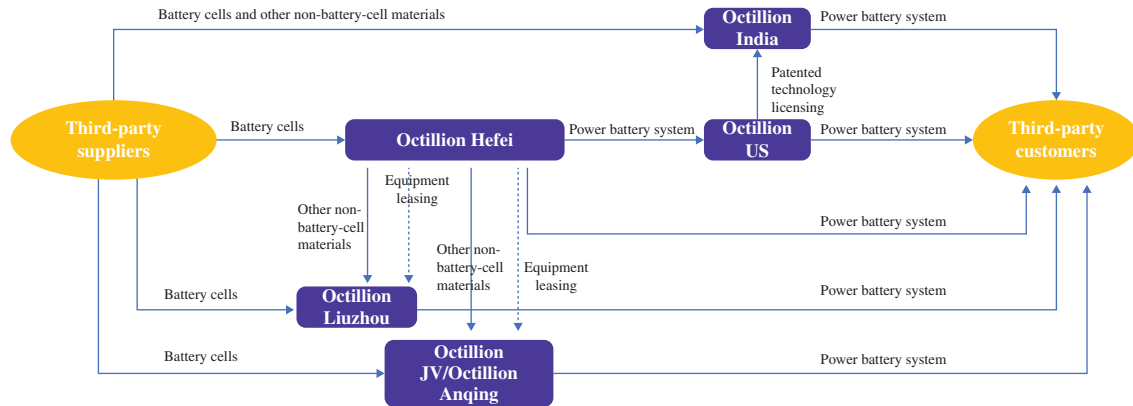 Battery cells and other non-battery-cell materials
Octillion
India
Power battery system
Patented
technology
licensing
Third-party
suppliers
Battery cells
Octillion Hefei
Power battery system
Octillion
US
Power battery system
Third-party
customers
Equipment
leasing
Other non-
battery-cell
materials
Power battery system
Other non-
battery-cell
materials
Equipment
leasing
Battery cells
Octillion
Liuzhou
Power battery system
Battery cells
Octillion
JV/Octillion
Anqing
Power battery system